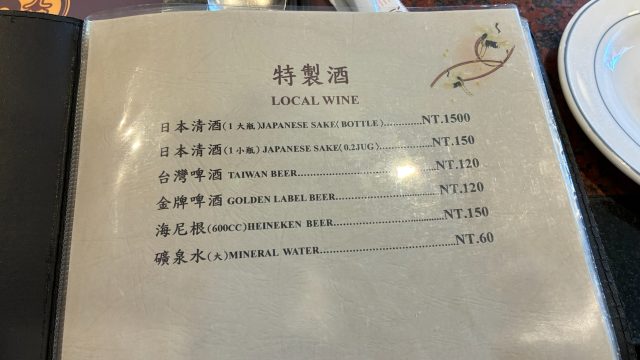 特製酒
LOCAL WINE
日本清酒(1 大瓶)JAPANESE SAKE(BOTTLE)............NT.1500
日本清酒(1 小瓶)JAPANESE SAKE(0.2JUG)..............NT.150
台灣啤酒 TAIWAN BEER..........................................NT.120
金牌啤酒 GOLDEN LABEL BEER................................NT.120
海尼根(600CC)HEINEKEN BEER.................................NT.150
礦泉水(大)MINERAL WATER.........................................NT.60